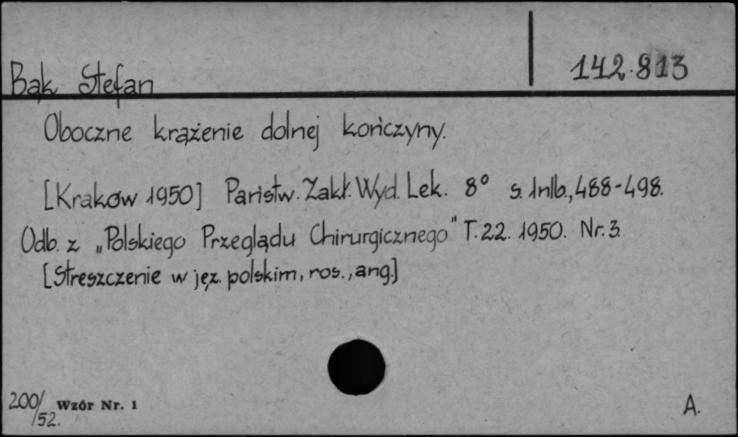 142.813
Bąk Stefan
Oboczne krążenie dolnej kończyny.
[Kraków 1950] Państw. Zakł. Wyd. Lek. 8° s. 1nlb., 488-498.
Odb. z „Polskiego Przeglądu Chirurgicznego" T. 22. 1950. Nr. 3
[Streszczenie w jęz. polskim, ros., ang.]
200/52. Wzór Nr. 1
A.